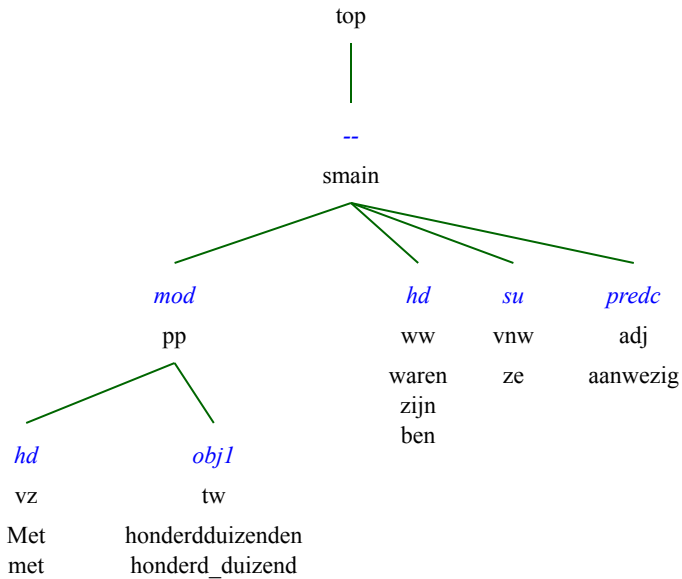 top
--
smain
mod hd su predc
pp ww vnw adj
waren ze aanwezig
zijn
ben
hd obj1
vz tw
Met honderdduizenden
met honderd_duizend